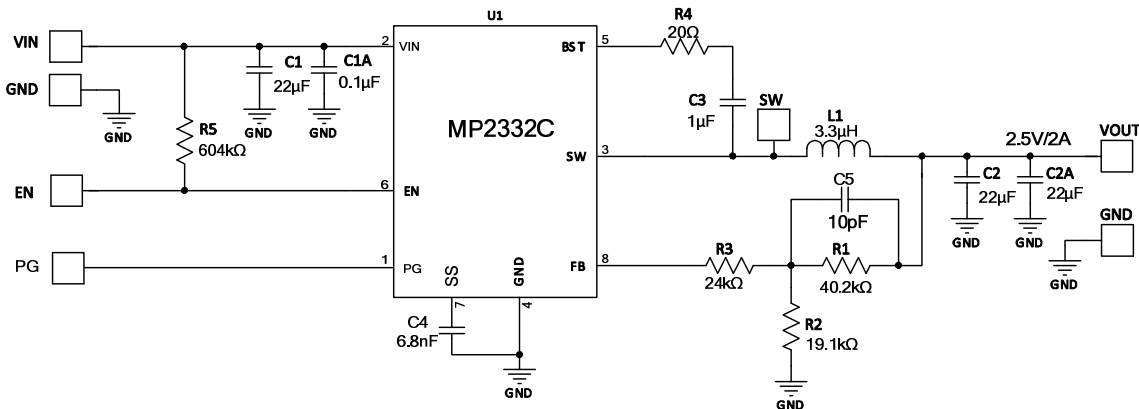 U1
VIN
2
VIN
C1
22µF
C1A
0.1µF
GND
GND
GND
GND
R5
604kΩ
EN
6
EN
PG
1
PG
MP2332C
BST
5
R4
20Ω
C3
1µF
SW
SW
3
L1
3.3µH
2.5V/2A
VOUT
C2
22µF
C2A
22µF
GND
GND
GND
GND
C5
10pF
FB
8
R3
24kΩ
R1
40.2kΩ
R2
19.1kΩ
GND
SS
7
GND
4
C4
6.8nF
GND